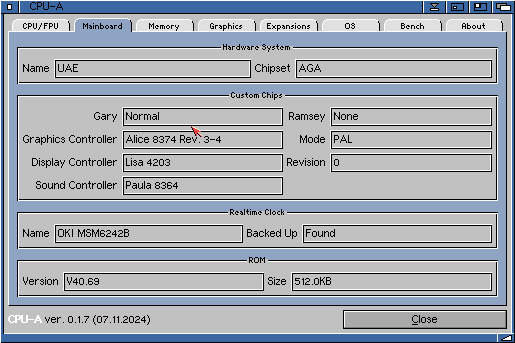 CPU-A
CPU/FPU Mainboard Memory Graphics Expansions OS Bench About
Hardware System
Name UAE Chipset AGA
Custom Chips
Gary Normal Ramsey None
Graphics Controller Alice 8374 Rev. 3-4 Mode PAL
Display Controller Lisa 4203 Revision 0
Sound Controller Paula 8364
Realtime Clock
Name OKI MSM6242B Backed Up Found
ROM
Version V40.69 Size 512.0KB
CPU-A ver. 0.1.7 (07.11.2024) Close